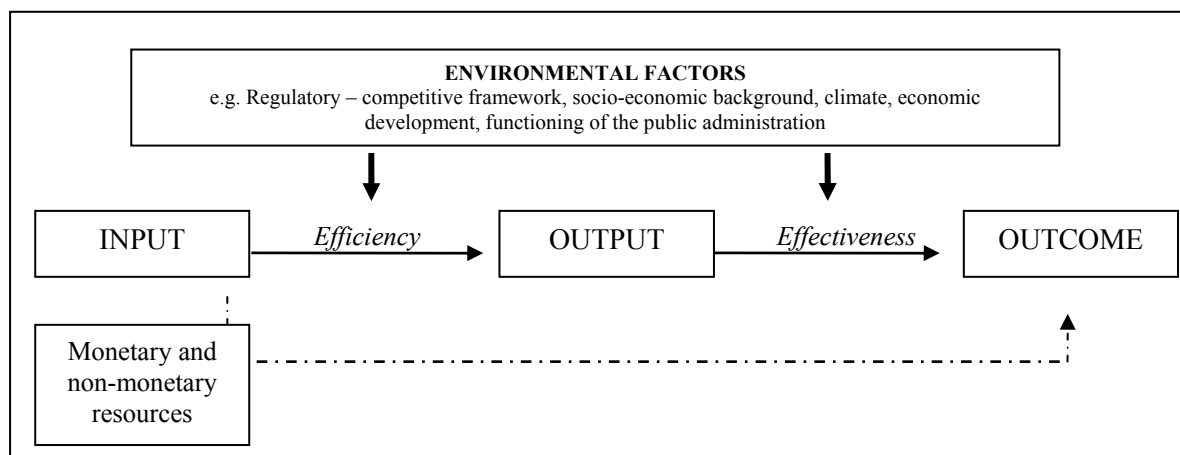 ENVIRONMENTAL FACTORS
e.g. Regulatory – competitive framework, socio-economic background, climate, economic
development, functioning of the public administration
INPUT
Efficiency
OUTPUT
Effectiveness
OUTCOME
Monetary and
non-monetary
resources